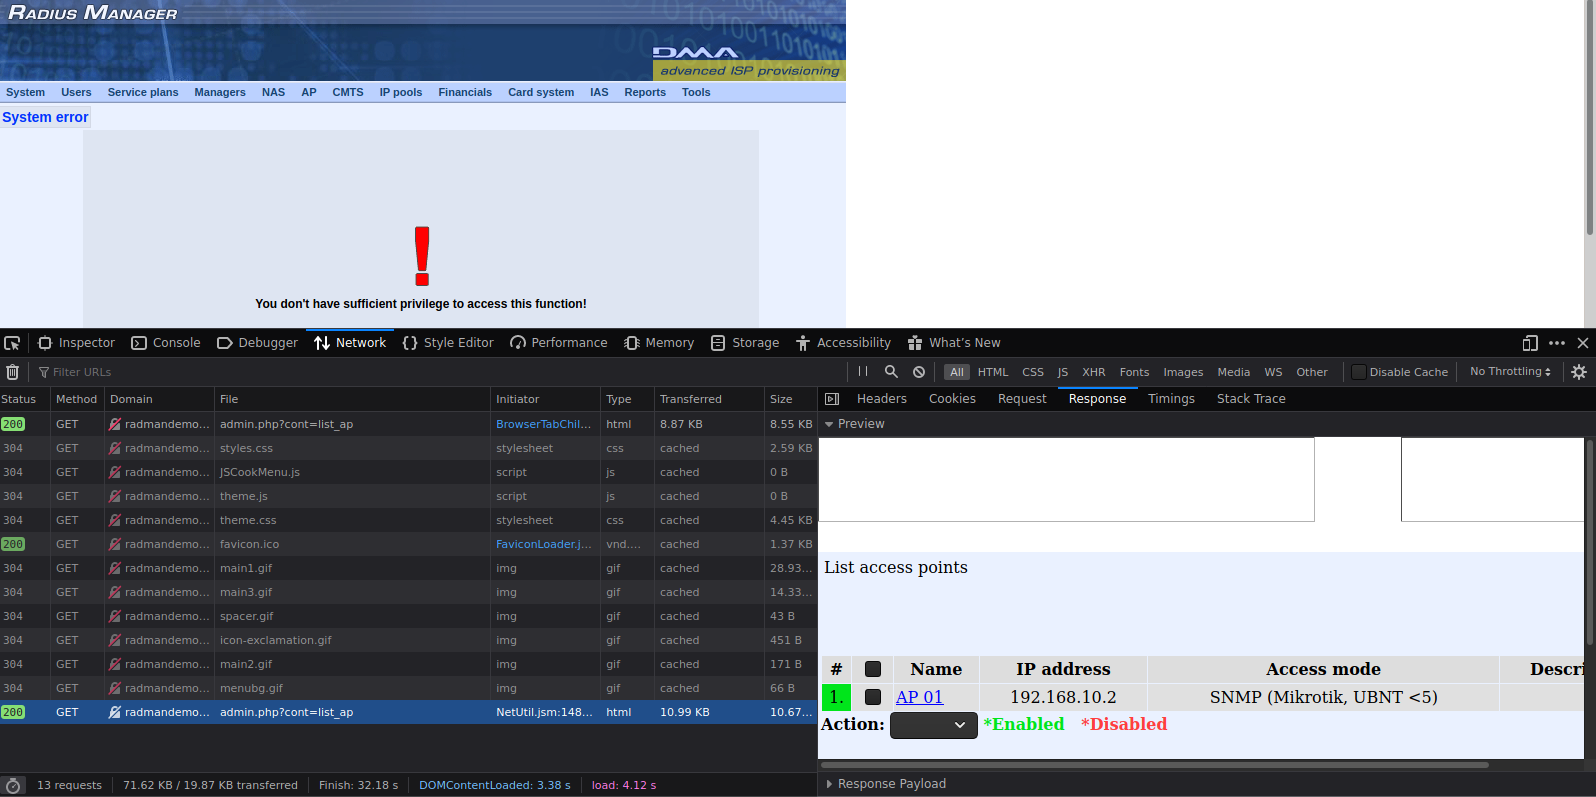 Radius Manager
DMA
advanced ISP provisioning
System Users Service plans Managers NAS AP CMTS IP pools Financials Card system IAS Reports Tools
System error
You don't have sufficient privilege to access this function!
Inspector Console Debugger Network Style Editor Performance Memory Storage Accessibility What's New
Filter URLs All HTML CSS JS XHR Fonts Images Media WS Other Disable Cache No Throttling
Status Method Domain File Initiator Type Transferred Size
200 GET radmandemo... admin.php?cont=list_ap BrowserTabChil... html 8.87 KB 8.55 KB
304 GET radmandemo... styles.css stylesheet css cached 2.59 KB
304 GET radmandemo... JSCookMenu.js script js cached 0 B
304 GET radmandemo... theme.js script js cached 0 B
304 GET radmandemo... theme.css stylesheet css cached 4.45 KB
200 GET radmandemo... favicon.ico FaviconLoader.j... vnd.... cached 1.37 KB
304 GET radmandemo... main1.gif img gif cached 28.93...
304 GET radmandemo... main3.gif img gif cached 14.33...
304 GET radmandemo... spacer.gif img gif cached 43 B
304 GET radmandemo... icon-exclamation.gif img gif cached 451 B
304 GET radmandemo... main2.gif img gif cached 171 B
304 GET radmandemo... menubg.gif img gif cached 66 B
200 GET radmandemo... admin.php?cont=list_ap NetUtil.jsm:148... html 10.99 KB 10.67...
13 requests 71.62 KB / 19.87 KB transferred Finish: 32.18 s DOMContentLoaded: 3.38 s load: 4.12 s
Headers Cookies Request Response Timings Stack Trace
Preview
List access points
# Name IP address Access mode Descri
1. AP 01 192.168.10.2 SNMP (Mikrotik, UBNT <5)
Action: *Enabled *Disabled
Response Payload